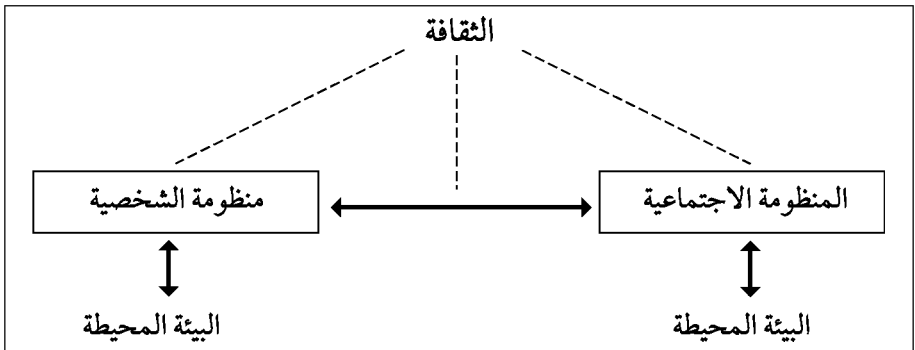 الثقافة
المنظومة الاجتماعية
منظومة الشخصية
البيئة المحيطة
البيئة المحيطة